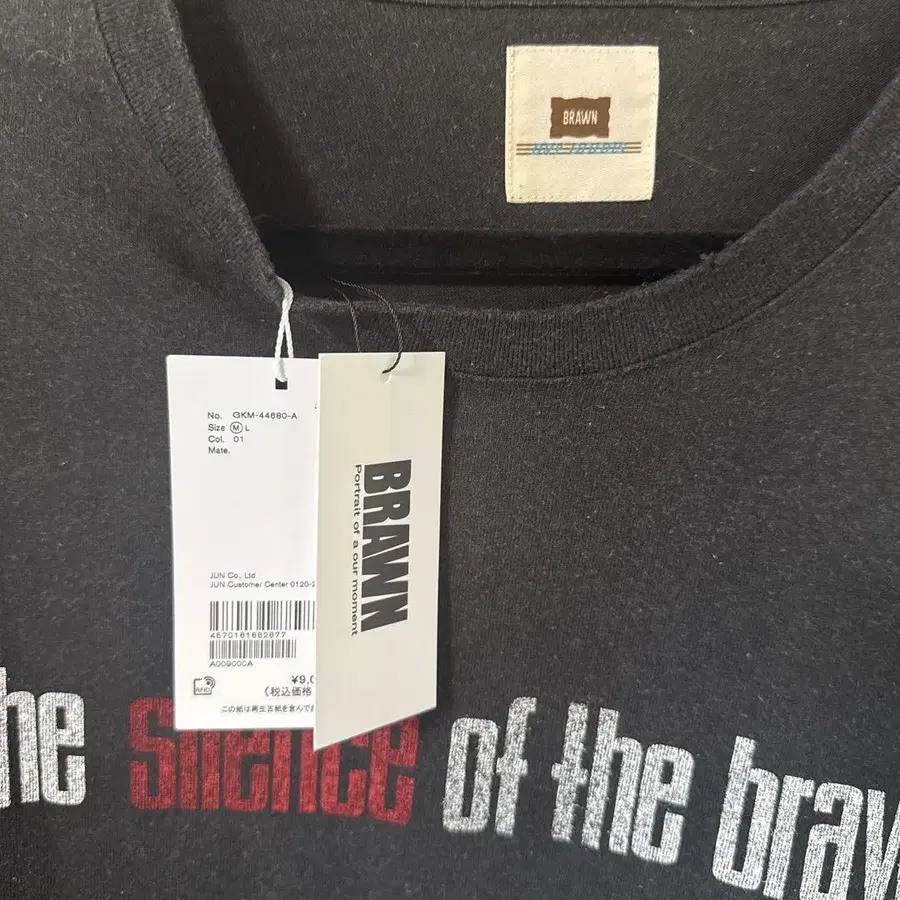 BRAWN
No. GKM-44680-A
Size Ⓜ L
Col. 01
Mate.
JUN Co., Ltd.
JUN Customer Center 0120-2
4570161682877
A009000A
¥9,0
(税込価格
RFID
この紙は再生古紙を含んで
BRAWN
Portrait of a our moment
he Silence of the braw